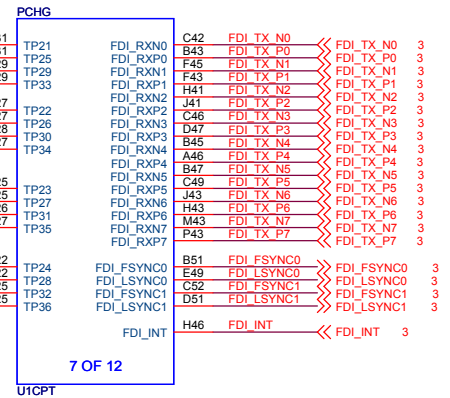 PCHG
TP21 FDI_RXN0 C42 FDI_TX_N0 FDI_TX_N0 3
TP25 FDI_RXP0 B43 FDI_TX_P0 FDI_TX_P0 3
TP29 FDI_RXN1 F45 FDI_TX_N1 FDI_TX_N1 3
TP33 FDI_RXP1 F43 FDI_TX_P1 FDI_TX_P1 3
FDI_RXN2 H41 FDI_TX_N2 FDI_TX_N2 3
TP22 FDI_RXP2 J41 FDI_TX_P2 FDI_TX_P2 3
TP26 FDI_RXN3 C46 FDI_TX_N3 FDI_TX_N3 3
TP30 FDI_RXP3 D47 FDI_TX_P3 FDI_TX_P3 3
TP34 FDI_RXN4 B45 FDI_TX_N4 FDI_TX_N4 3
FDI_RXP4 A46 FDI_TX_P4 FDI_TX_P4 3
FDI_RXN5 B47 FDI_TX_N5 FDI_TX_N5 3
TP23 FDI_RXP5 C49 FDI_TX_P5 FDI_TX_P5 3
TP27 FDI_RXN6 J43 FDI_TX_N6 FDI_TX_N6 3
TP31 FDI_RXP6 H43 FDI_TX_P6 FDI_TX_P6 3
TP35 FDI_RXN7 M43 FDI_TX_N7 FDI_TX_N7 3
FDI_RXP7 P43 FDI_TX_P7 FDI_TX_P7 3
TP24 FDI_FSYNC0 B51 FDI_FSYNC0 FDI_FSYNC0 3
TP28 FDI_LSYNC0 E49 FDI_LSYNC0 FDI_LSYNC0 3
TP32 FDI_FSYNC1 C52 FDI_FSYNC1 FDI_FSYNC1 3
TP36 FDI_LSYNC1 D51 FDI_LSYNC1 FDI_LSYNC1 3
FDI_INT H46 FDI_INT FDI_INT 3
7 OF 12
U1CPT